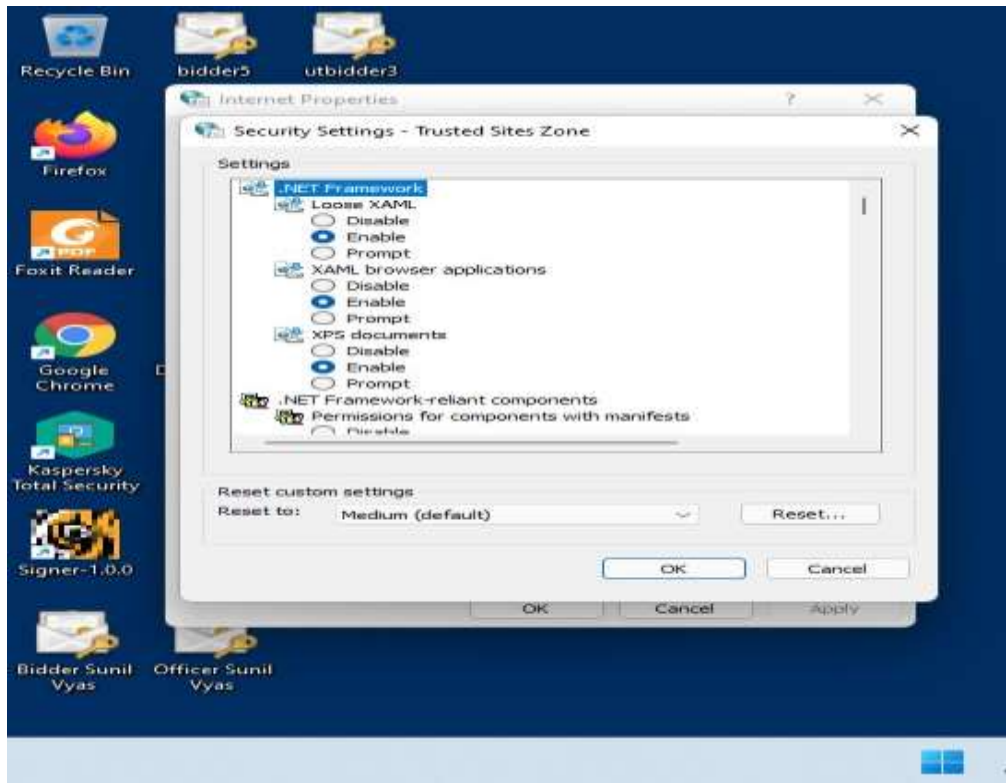 Recycle Bin
bidder5
utbidder3
Internet Properties
?
Security Settings - Trusted Sites Zone
Firefox
Settings
.NET Framework
Loose XAML
Disable
Enable
Prompt
XAML browser applications
Disable
Enable
Prompt
XPS documents
Disable
Enable
Prompt
.NET Framework-reliant components
Permissions for components with manifests
Disable
PDF
Foxit Reader
Google
Chrome
Kaspersky
Total Security
Reset custom settings
Reset to:
Medium (default)
Reset...
Signer-1.0.0
OK
Cancel
OK
Cancel
Apply
Bidder Sunil
Vyas
Officer Sunil
Vyas